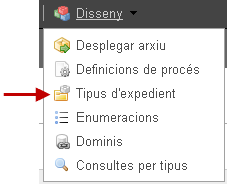 Disseny
Desplegar arxiu
Definicions de procés
Tipus d'expedient
Enumeracions
Dominis
Consultes per tipus